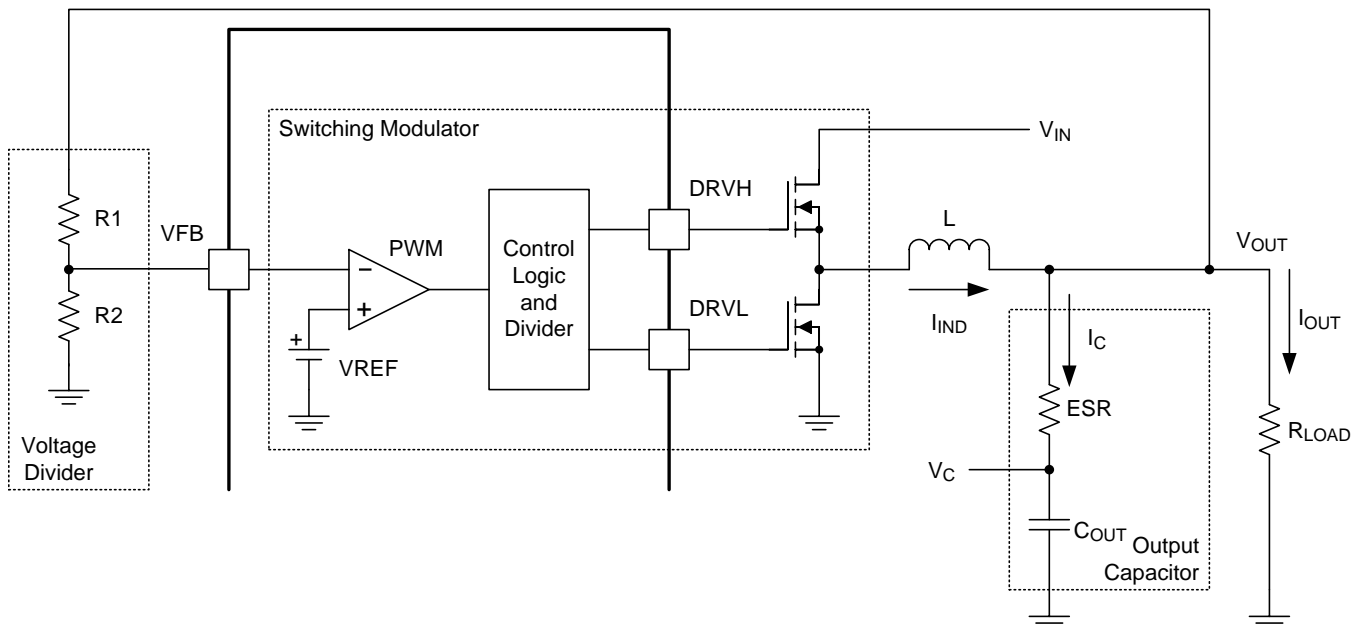 Switching Modulator
V_IN
DRVH
R1
VFB
PWM
Control
Logic
and
Divider
L
V_OUT
R2
DRVL
I_IND
I_OUT
+
−
+
VREF
I_C
ESR
R_LOAD
Voltage
Divider
V_C
C_OUT
Output
Capacitor